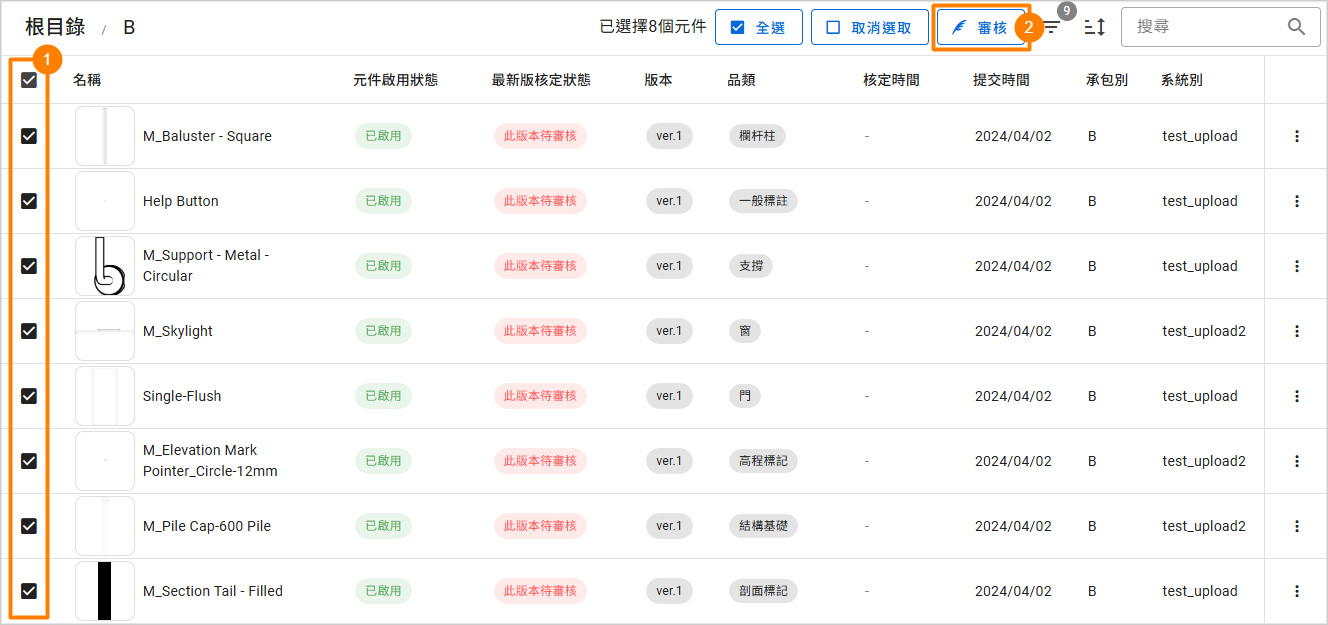 根目錄 / B 已選擇8個元件 全選 取消選取 審核 2 9 搜尋
1
名稱 元件啟用狀態 最新版核定狀態 版本 品類 核定時間 提交時間 承包別 系統別
M_Baluster - Square 已啟用 此版本待審核 ver.1 欄杆柱 - 2024/04/02 B test_upload
Help Button 已啟用 此版本待審核 ver.1 一般標註 - 2024/04/02 B test_upload
M_Support - Metal -
Circular 已啟用 此版本待審核 ver.1 支撐 - 2024/04/02 B test_upload
M_Skylight 已啟用 此版本待審核 ver.1 窗 - 2024/04/02 B test_upload2
Single-Flush 已啟用 此版本待審核 ver.1 門 - 2024/04/02 B test_upload
M_Elevation Mark
Pointer_Circle-12mm 已啟用 此版本待審核 ver.1 高程標記 - 2024/04/02 B test_upload2
M_Pile Cap-600 Pile 已啟用 此版本待審核 ver.1 結構基礎 - 2024/04/02 B test_upload2
M_Section Tail - Filled 已啟用 此版本待審核 ver.1 剖面標記 - 2024/04/02 B test_upload